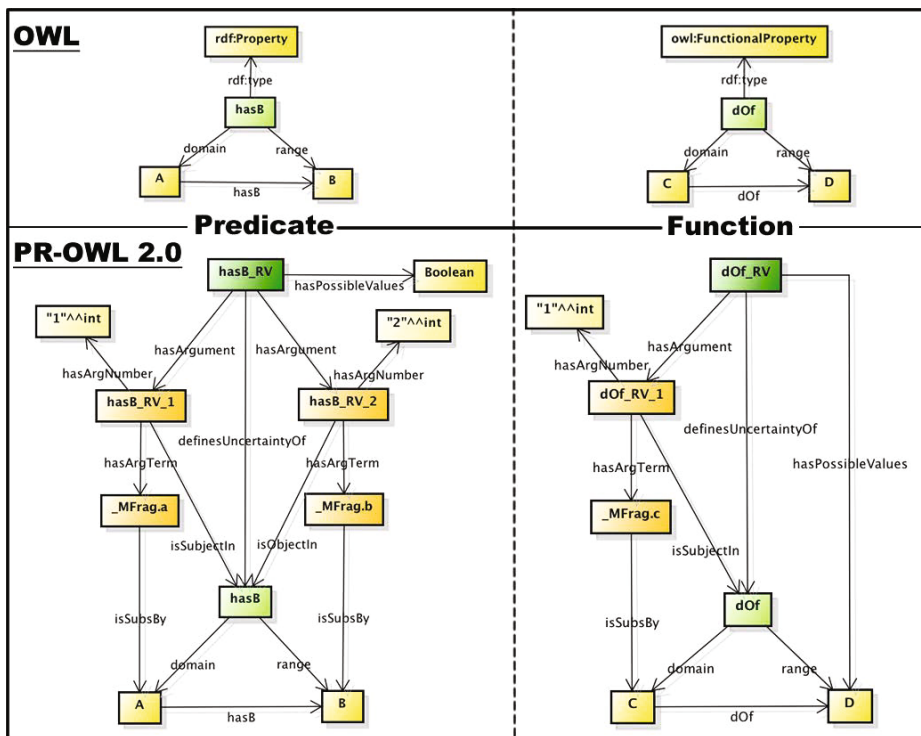 OWL
rdf:Property
owl:FunctionalProperty
rdf:type
rdf:type
hasB
dOf
domain
range
domain
range
A
B
C
D
hasB
dOf
Predicate
Function
PR-OWL 2.0
hasB_RV
hasPossibleValues
Boolean
dOf_RV
"1"^^int
"2"^^int
"1"^^int
hasArgument
hasArgument
hasArgument
hasArgNumber
hasArgNumber
hasArgNumber
hasB_RV_1
hasB_RV_2
dOf_RV_1
definesUncertaintyOf
definesUncertaintyOf
hasArgTerm
hasArgTerm
hasArgTerm
hasPossibleValues
_MFrag.a
_MFrag.b
_MFrag.c
isSubjectIn
isObjectIn
isSubjectIn
hasB
dOf
isSubsBy
isSubsBy
isSubsBy
domain
range
domain
range
A
B
C
D
hasB
dOf